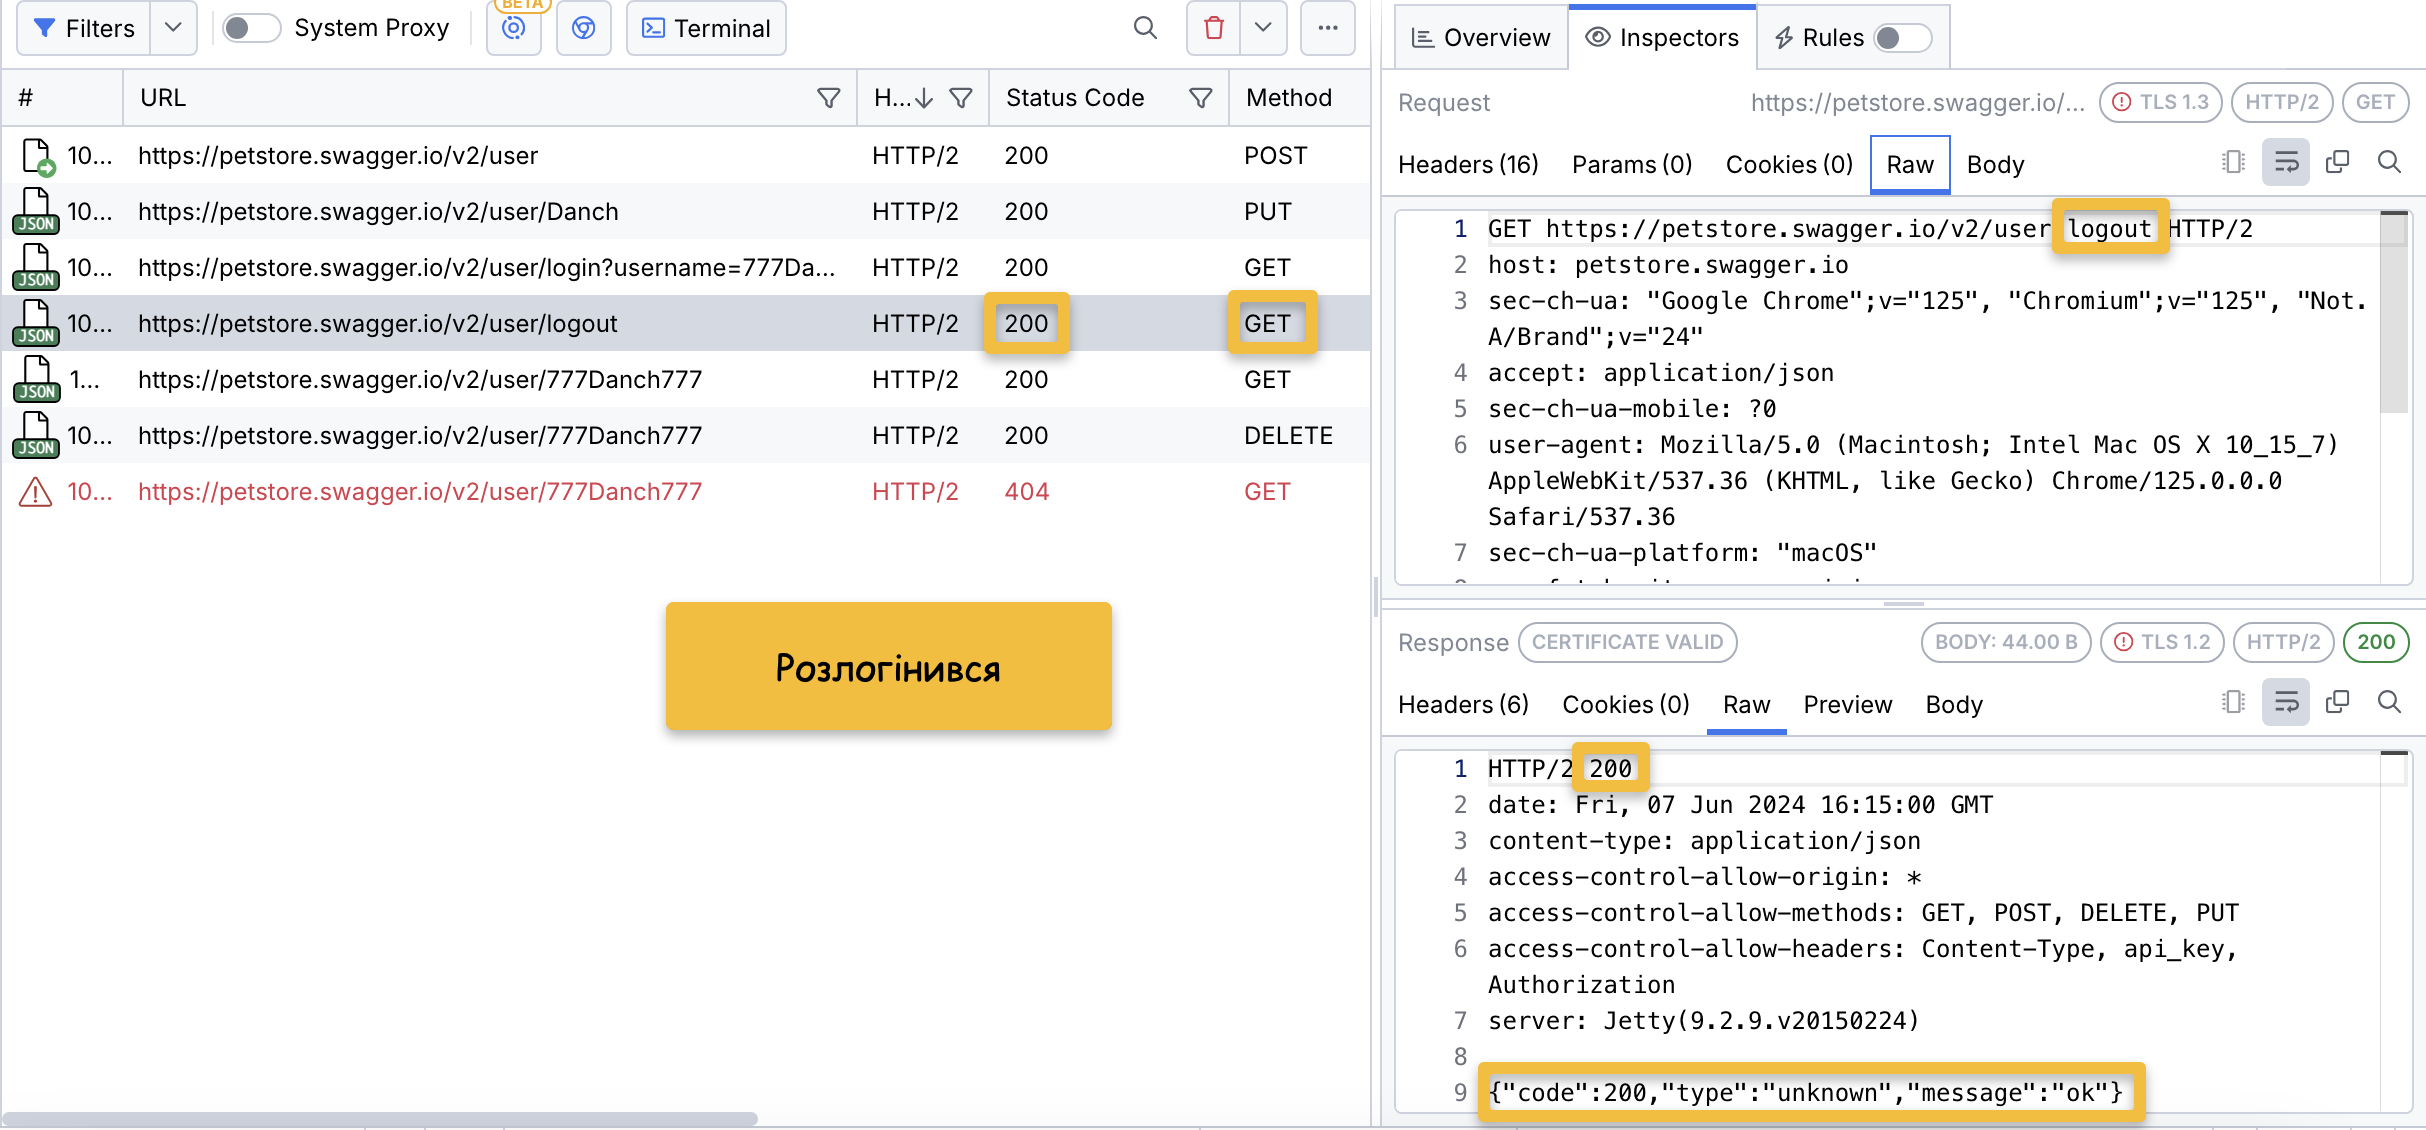 BETA
Filters
System Proxy
Terminal
# URL H... Status Code Method
10... https://petstore.swagger.io/v2/user HTTP/2 200 POST
JSON 10... https://petstore.swagger.io/v2/user/Danch HTTP/2 200 PUT
JSON 10... https://petstore.swagger.io/v2/user/login?username=777Da... HTTP/2 200 GET
JSON 10... https://petstore.swagger.io/v2/user/logout HTTP/2 200 GET
JSON 1... https://petstore.swagger.io/v2/user/777Danch777 HTTP/2 200 GET
JSON 10... https://petstore.swagger.io/v2/user/777Danch777 HTTP/2 200 DELETE
10... https://petstore.swagger.io/v2/user/777Danch777 HTTP/2 404 GET
Розлогінився
Overview Inspectors Rules
Request https://petstore.swagger.io/... TLS 1.3 HTTP/2 GET
Headers (16) Params (0) Cookies (0) Raw Body
1 GET https://petstore.swagger.io/v2/user logout HTTP/2
2 host: petstore.swagger.io
3 sec-ch-ua: "Google Chrome";v="125", "Chromium";v="125", "Not.
A/Brand";v="24"
4 accept: application/json
5 sec-ch-ua-mobile: ?0
6 user-agent: Mozilla/5.0 (Macintosh; Intel Mac OS X 10_15_7)
AppleWebKit/537.36 (KHTML, like Gecko) Chrome/125.0.0.0
Safari/537.36
7 sec-ch-ua-platform: "macOS"
Response CERTIFICATE VALID BODY: 44.00 B TLS 1.2 HTTP/2 200
Headers (6) Cookies (0) Raw Preview Body
1 HTTP/2 200
2 date: Fri, 07 Jun 2024 16:15:00 GMT
3 content-type: application/json
4 access-control-allow-origin: *
5 access-control-allow-methods: GET, POST, DELETE, PUT
6 access-control-allow-headers: Content-Type, api_key,
Authorization
7 server: Jetty(9.2.9.v20150224)
8
9 {"code":200,"type":"unknown","message":"ok"}